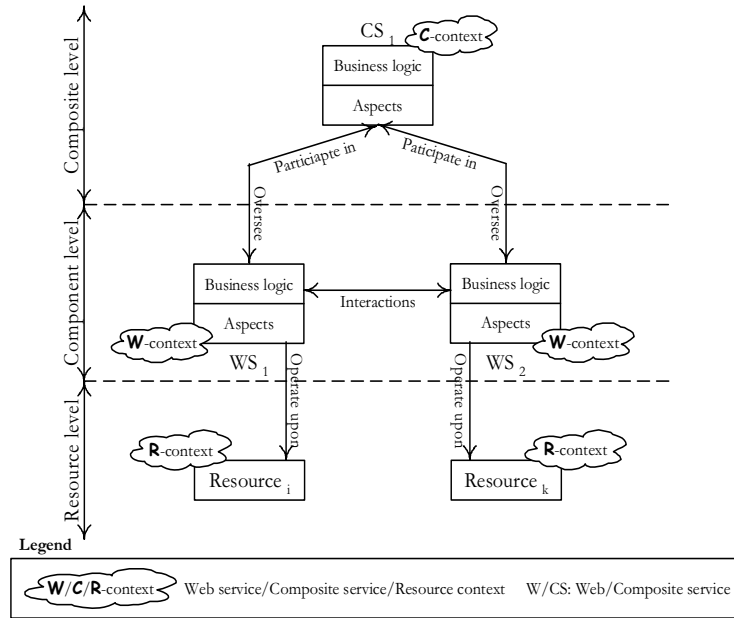 Composite level
CS 1
C-context
Business logic
Aspects
Particiapte in
Paticipate in
Oversee
Oversee
Component level
Business logic
Aspects
W-context
WS 1
Interactions
Business logic
Aspects
W-context
WS 2
Operate upon
Operate upon
Resource level
R-context
Resource i
R-context
Resource k
Legend
W/C/R-context Web service/Composite service/Resource context W/CS: Web/Composite service